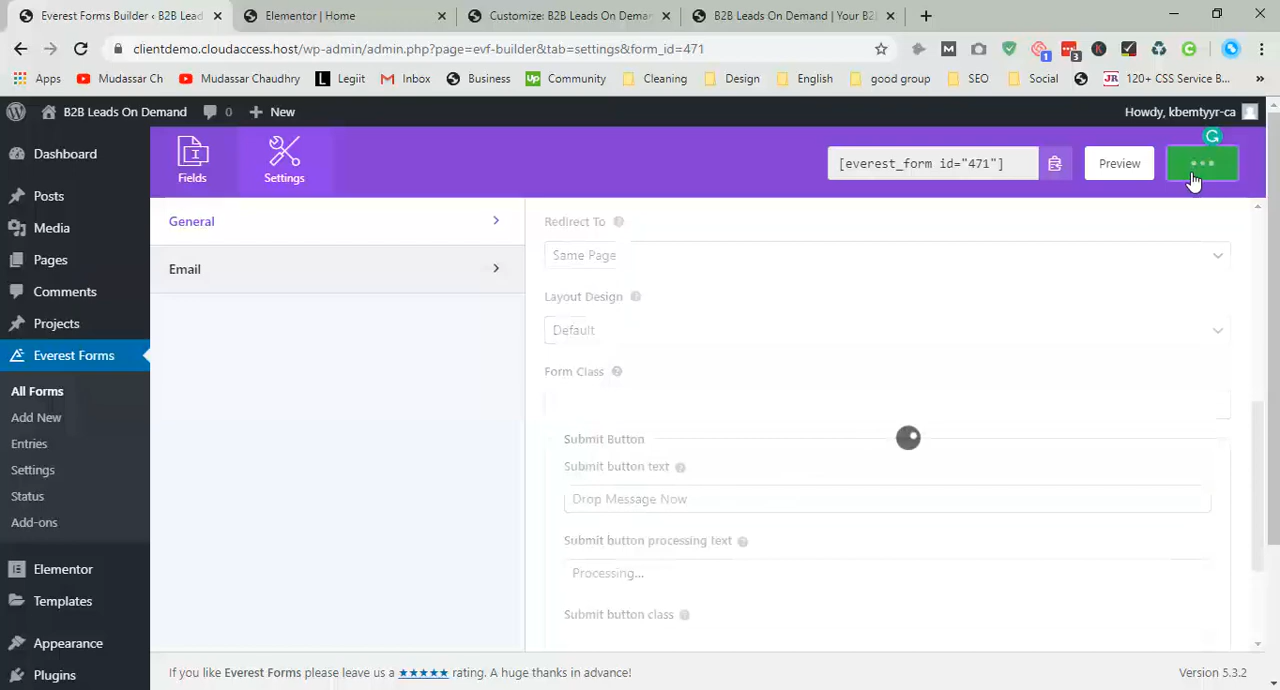 Everest Forms Builder ‹ B2B Lead
Elementor | Home
Customize: B2B Leads On Deman
B2B Leads On Demand | Your B2B
clientdemo.cloudaccess.host/wp-admin/admin.php?page=evf-builder&tab=settings&form_id=471
Apps
Mudassar Ch
Mudassar Chaudhry
Legiit
Inbox
Business
Community
Cleaning
Design
English
good group
SEO
Social
120+ CSS Service B...
B2B Leads On Demand
0
New
Howdy, kbemtyyr-ca
Dashboard
Posts
Media
Pages
Comments
Projects
Everest Forms
All Forms
Add New
Entries
Settings
Status
Add-ons
Elementor
Templates
Appearance
Plugins
Fields
Settings
[everest_form id="471"]
Preview
General
Email
Redirect To
Same Page
Layout Design
Default
Form Class
Submit Button
Submit button text
Drop Message Now
Submit button processing text
Processing...
Submit button class
If you like Everest Forms please leave us a ★★★★★ rating. A huge thanks in advance!
Version 5.3.2